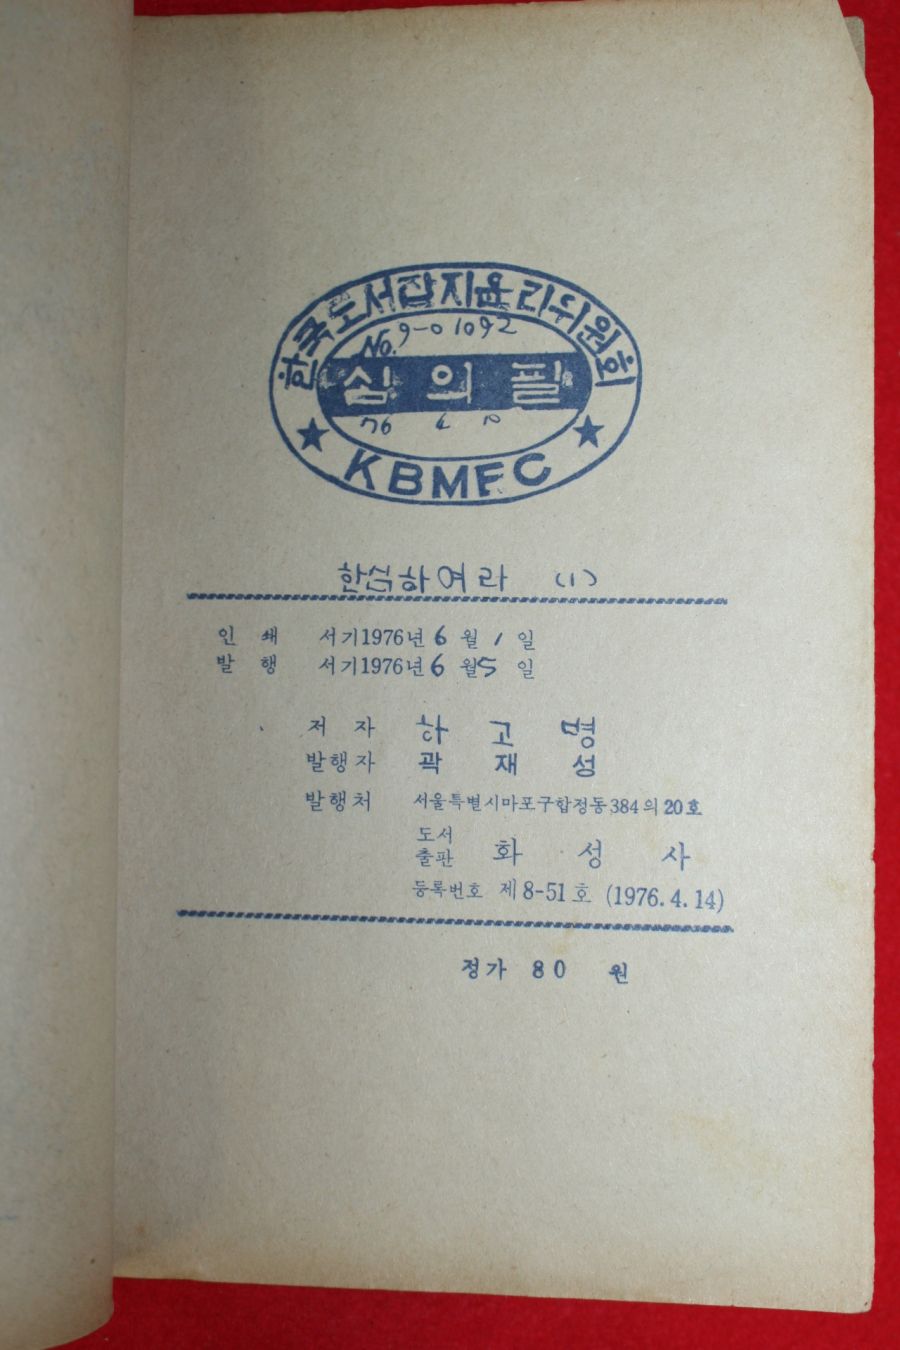 한국도서잡지윤리위원회
No. 9-01092
심의필
76 6
KBMEC
한심하여라 (1)
인쇄 서기1976년 6월 1일
발행 서기1976년 6월 5일
저자 하고명
발행자 곽재성
발행처 서울특별시마포구합정동384의 20호
도서출판 화성사
등록번호 제8-51호 (1976. 4. 14)
정가 80 원